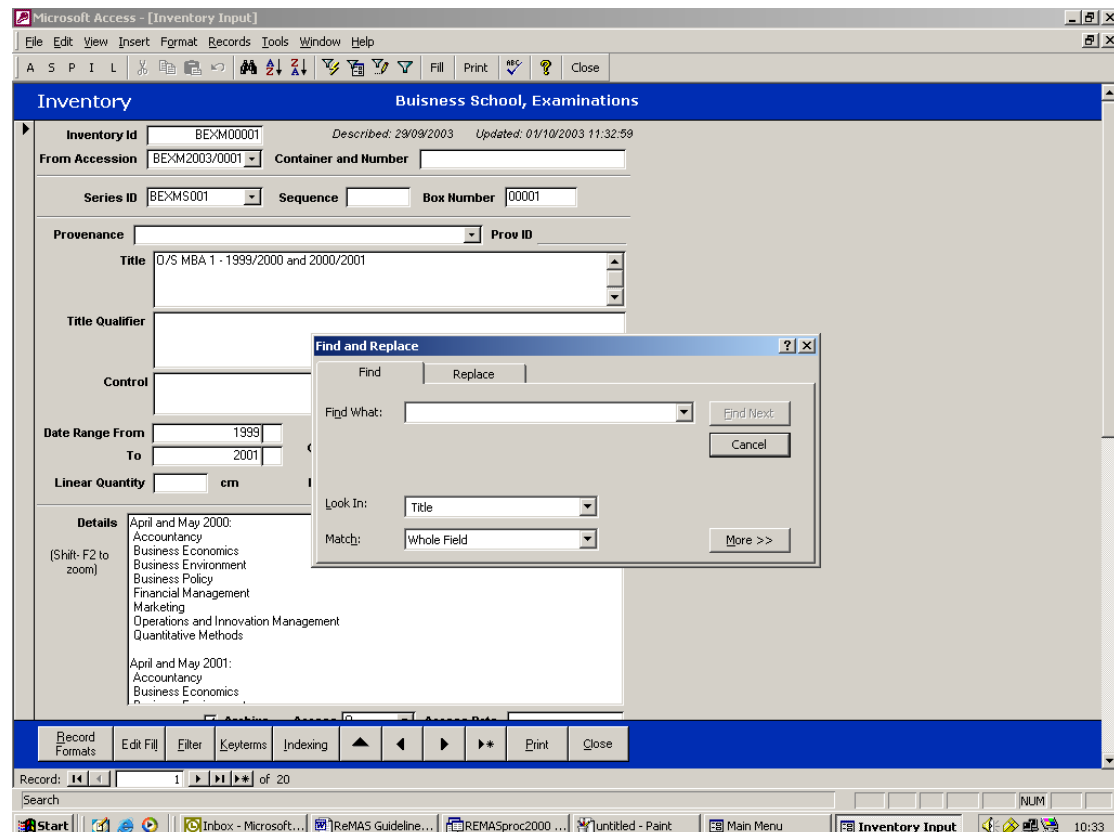 Microsoft Access - [Inventory Input]
File Edit View Insert Format Records Tools Window Help
A S P I L Fill Print ABC Close
Inventory Buisness School, Examinations
Inventory Id BEXM00001 Described: 29/09/2003 Updated: 01/10/2003 11:32:59
From Accession BEXM2003/0001 Container and Number
Series ID BEXMS001 Sequence Box Number 00001
Provenance Prov ID
Title O/S MBA 1 - 1999/2000 and 2000/2001
Title Qualifier
Control
Date Range From 1999
To 2001
Linear Quantity cm
Find and Replace
Find Replace
Find What: Find Next
Cancel
Look In: Title
Match: Whole Field More >>
Details
(Shift- F2 to
zoom)
April and May 2000:
Accountancy
Business Economics
Business Environment
Business Policy
Financial Management
Marketing
Operations and Innovation Management
Quantitative Methods
April and May 2001:
Accountancy
Business Economics
Record Formats Edit Fill Filter Keyterms Indexing Print Close
Record: 1 of 20
Search NUM
Start Inbox - Microsoft... ReMAS Guideline... REMASproc2000 ... untitled - Paint Main Menu Inventory Input 10:33